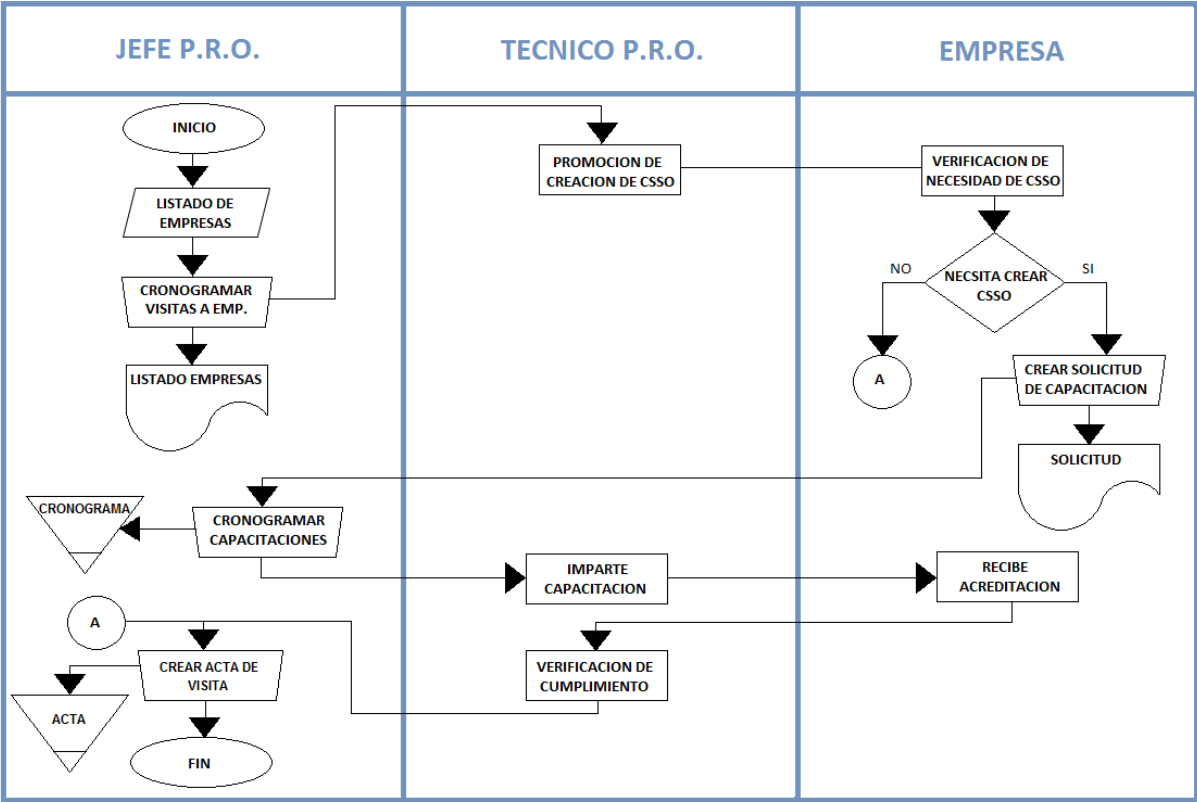 JEFE P.R.O.
TECNICO P.R.O.
EMPRESA
INICIO
LISTADO DE
EMPRESAS
CRONOGRAMAR
VISITAS A EMP.
LISTADO EMPRESAS
PROMOCION DE
CREACION DE CSSO
VERIFICACION DE
NECESIDAD DE CSSO
NECSITA CREAR
CSSO
NO
SI
A
CREAR SOLICITUD
DE CAPACITACION
SOLICITUD
CRONOGRAMA
CRONOGRAMAR
CAPACITACIONES
IMPARTE
CAPACITACION
RECIBE
ACREDITACION
A
VERIFICACION DE
CUMPLIMIENTO
CREAR ACTA DE
VISITA
ACTA
FIN